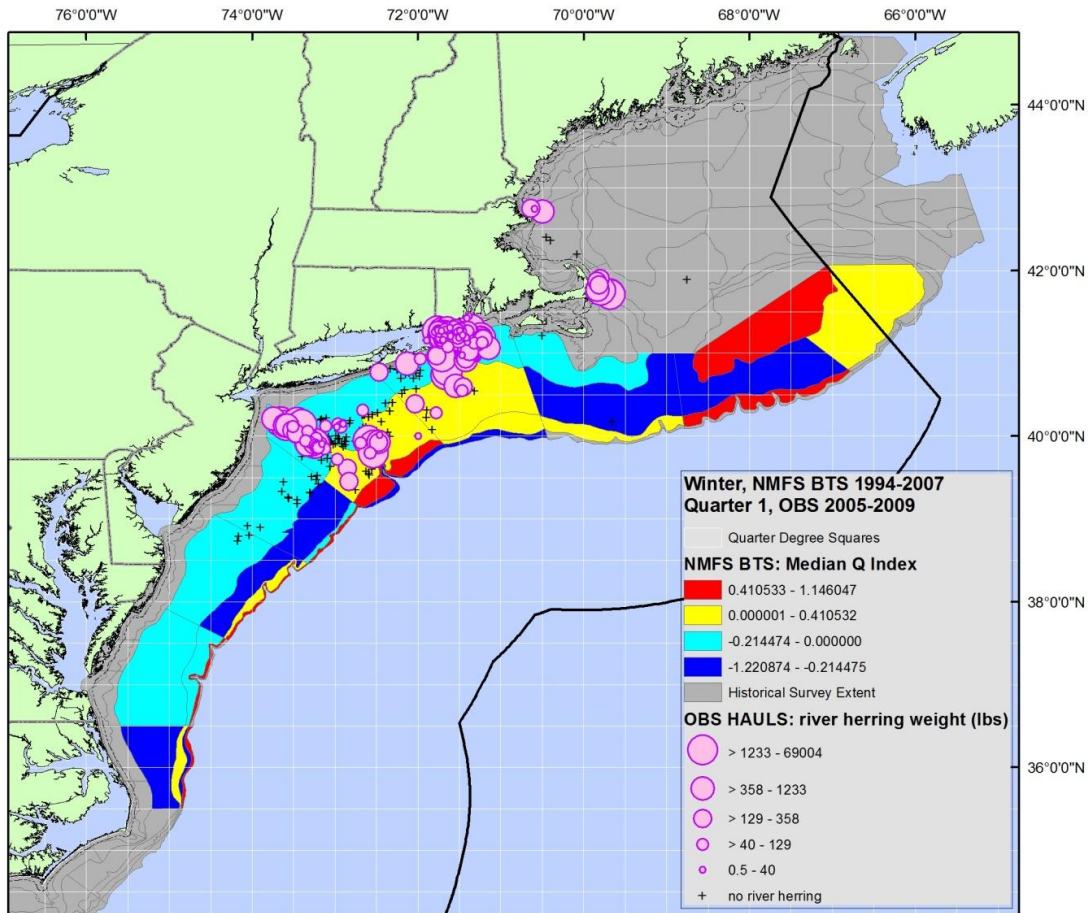 76°0'0"W 74°0'0"W 72°0'0"W 70°0'0"W 68°0'0"W 66°0'0"W
44°0'0"N
42°0'0"N
40°0'0"N
38°0'0"N
36°0'0"N
Winter, NMFS BTS 1994-2007
Quarter 1, OBS 2005-2009
Quarter Degree Squares
NMFS BTS: Median Q Index
0.410533 - 1.146047
0.000001 - 0.410532
-0.214474 - 0.000000
-1.220874 - -0.214475
Historical Survey Extent
OBS HAULS: river herring weight (lbs)
> 1233 - 69004
> 358 - 1233
> 129 - 358
> 40 - 129
0.5 - 40
no river herring